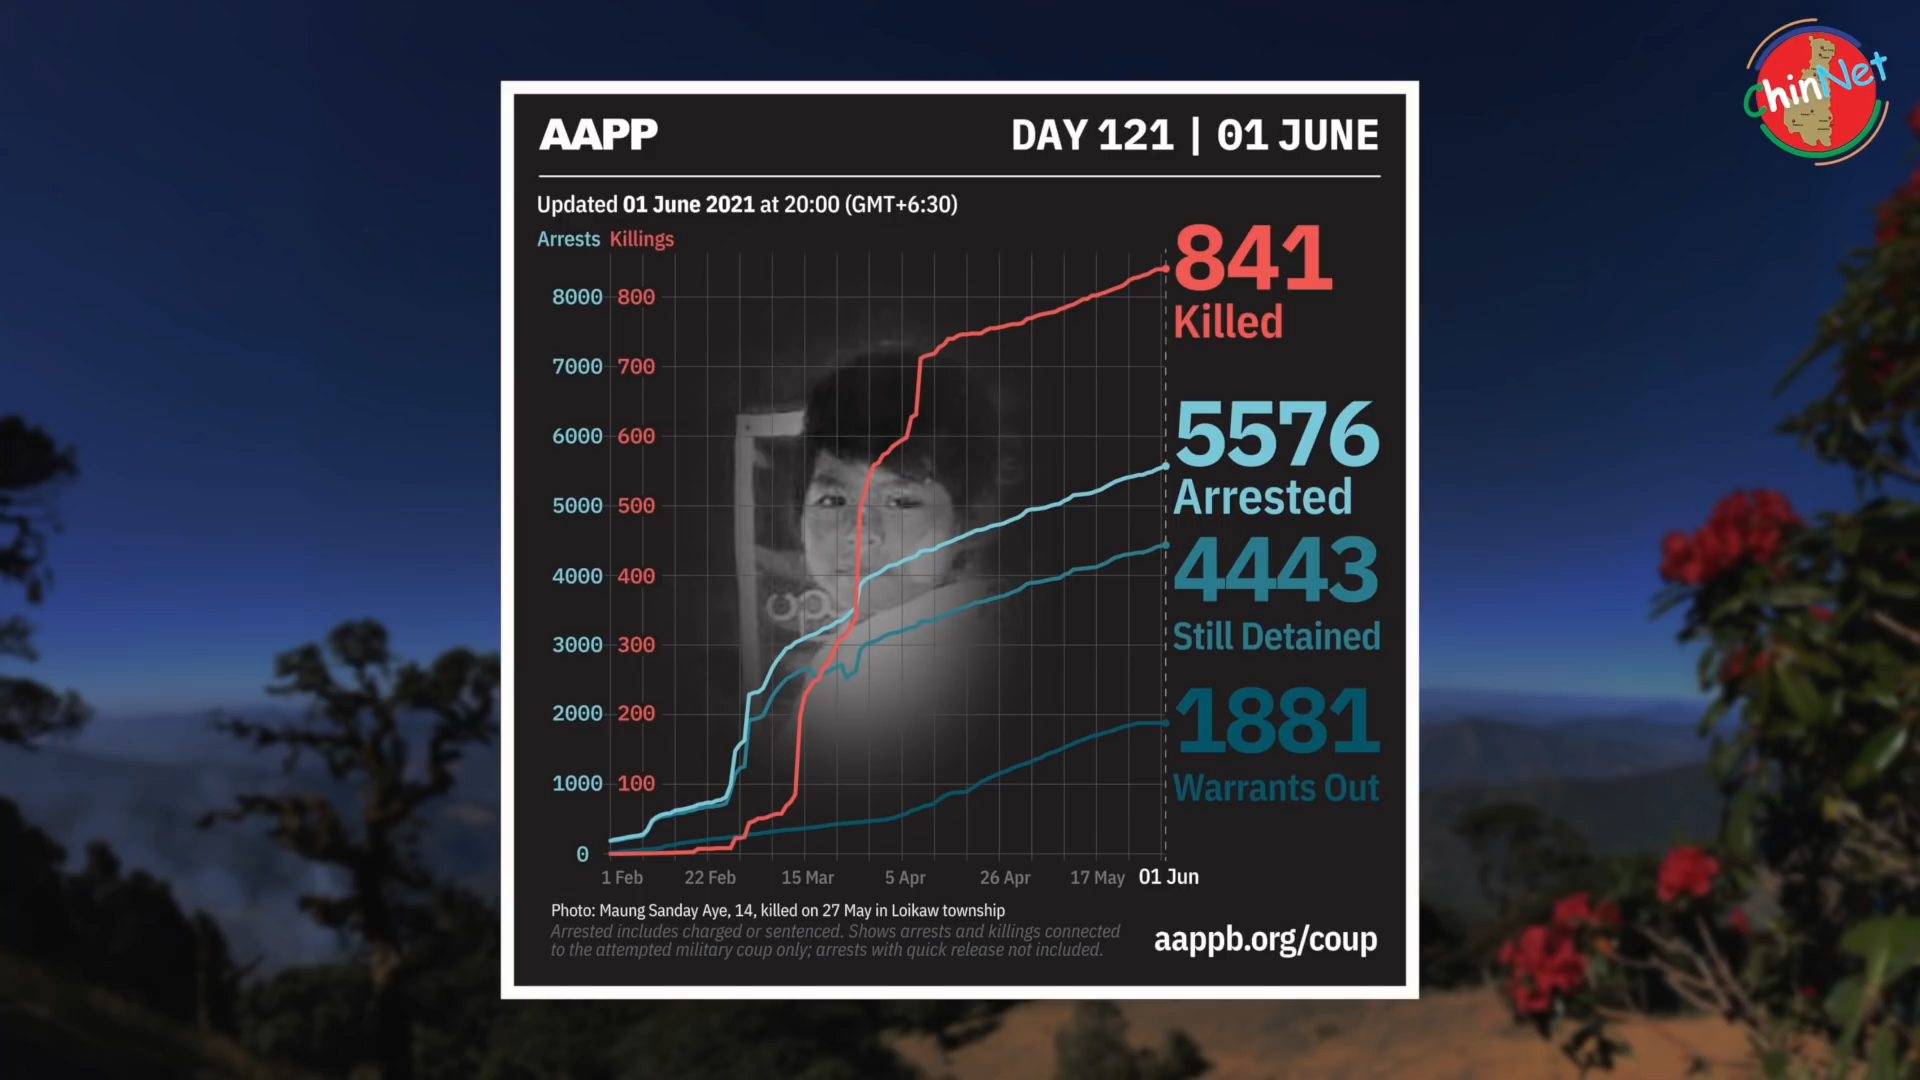 ChinNet
AAPP
DAY 121 | 01 JUNE
Updated 01 June 2021 at 20:00 (GMT+6:30)
Arrests Killings
8000 800
7000 700
6000 600
5000 500
4000 400
3000 300
2000 200
1000 100
0
841
Killed
5576
Arrested
4443
Still Detained
1881
Warrants Out
1 Feb 22 Feb 15 Mar 5 Apr 26 Apr 17 May 01 Jun
Photo: Maung Sanday Aye, 14, killed on 27 May in Loikaw township
Arrested includes charged or sentenced. Shows arrests and killings connected
to the attempted military coup only; arrests with quick release not included.
aappb.org/coup